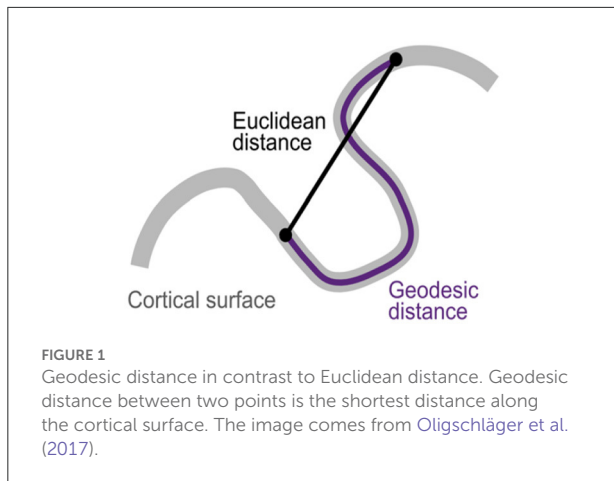 Euclidean
distance
Cortical surface
Geodesic
distance
FIGURE 1
Geodesic distance in contrast to Euclidean distance. Geodesic
distance between two points is the shortest distance along
the cortical surface. The image comes from Oligschläger et al.
(2017).